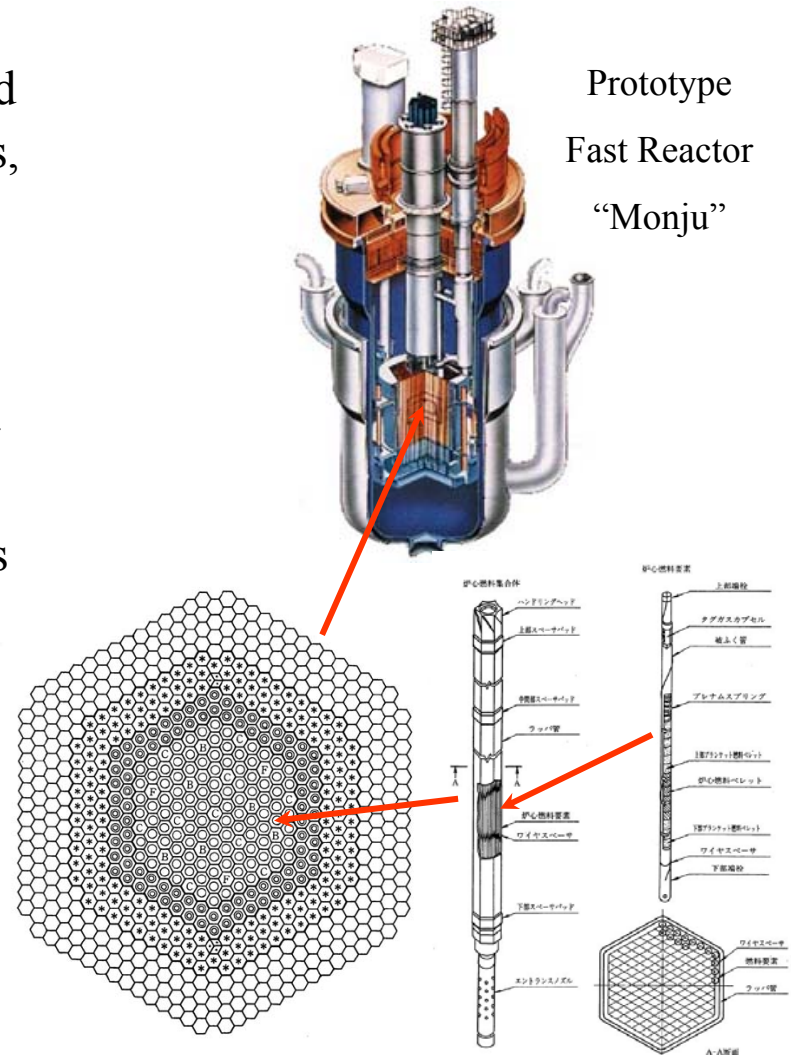 d
s,
s
Prototype
Fast Reactor
“Monju”
炉心燃料集合体
ハンドリングヘッド
上部スペーサパッド
中間部スペーサパッド
ラッパ管
A
A
炉心燃料要素
ワイヤスペーサ
下部スペーサパッド
エントランスノズル
炉心燃料要素
上部端栓
タグガスカプセル
被ふく管
プレナムスプリング
上部ブランケット燃料ペレット
炉心燃料ペレット
下部ブランケット燃料ペレット
ワイヤスペーサ
下部端栓
ワイヤスペーサ
燃料要素
ラッパ管
A-A断面